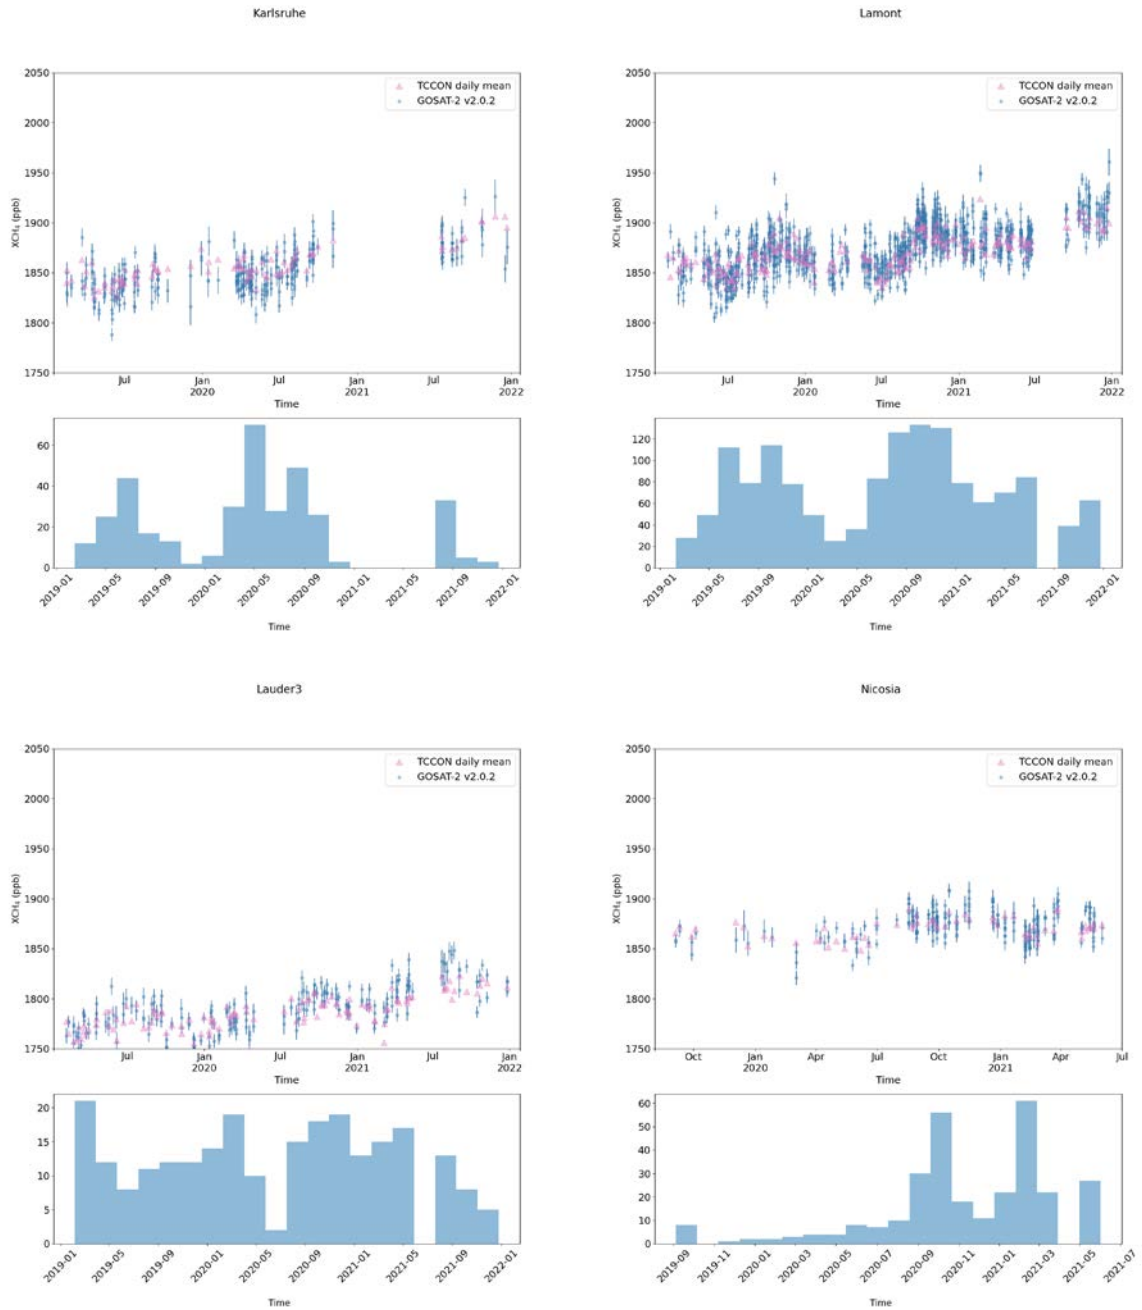 Karlsruhe
2050
2000
1950
1900
1850
1800
1750
XCH₄ (ppb)
TCCON daily mean
GOSAT-2 v2.0.2
Jul
Jan
2020
Jul
Jan
2021
Jul
Jan
2022
Time
60
40
20
0
2019-01
2019-05
2019-09
2020-01
2020-05
2020-09
2021-01
2021-05
2021-09
2022-01
Time
Lamont
2050
2000
1950
1900
1850
1800
1750
XCH₄ (ppb)
TCCON daily mean
GOSAT-2 v2.0.2
Jul
Jan
2020
Jul
Jan
2021
Jul
Jan
2022
Time
120
100
80
60
40
20
0
2019-01
2019-05
2019-09
2020-01
2020-05
2020-09
2021-01
2021-05
2021-09
2022-01
Time
Lauder3
2050
2000
1950
1900
1850
1800
1750
XCH₄ (ppb)
TCCON daily mean
GOSAT-2 v2.0.2
Jul
Jan
2020
Jul
Jan
2021
Jul
Jan
2022
Time
20
15
10
5
0
2019-01
2019-05
2019-09
2020-01
2020-05
2020-09
2021-01
2021-05
2021-09
2022-01
Time
Nicosia
2050
2000
1950
1900
1850
1800
1750
XCH₄ (ppb)
TCCON daily mean
GOSAT-2 v2.0.2
Oct
Jan
2020
Apr
Jul
Oct
Jan
2021
Apr
Jul
Time
60
50
40
30
20
10
0
2019-09
2019-11
2020-01
2020-03
2020-05
2020-07
2020-09
2020-11
2021-01
2021-03
2021-05
2021-07
Time